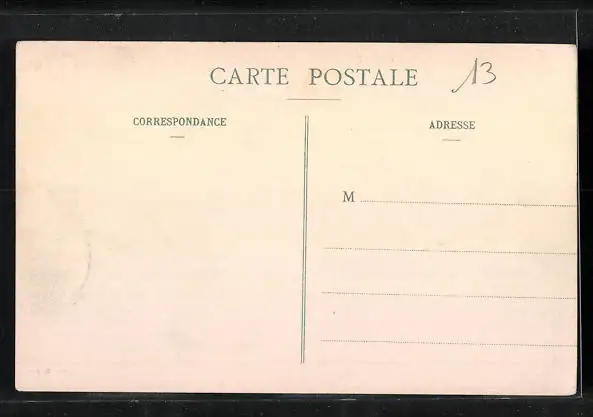 CARTE POSTALE 13
CORRESPONDANCE
ADRESSE
M